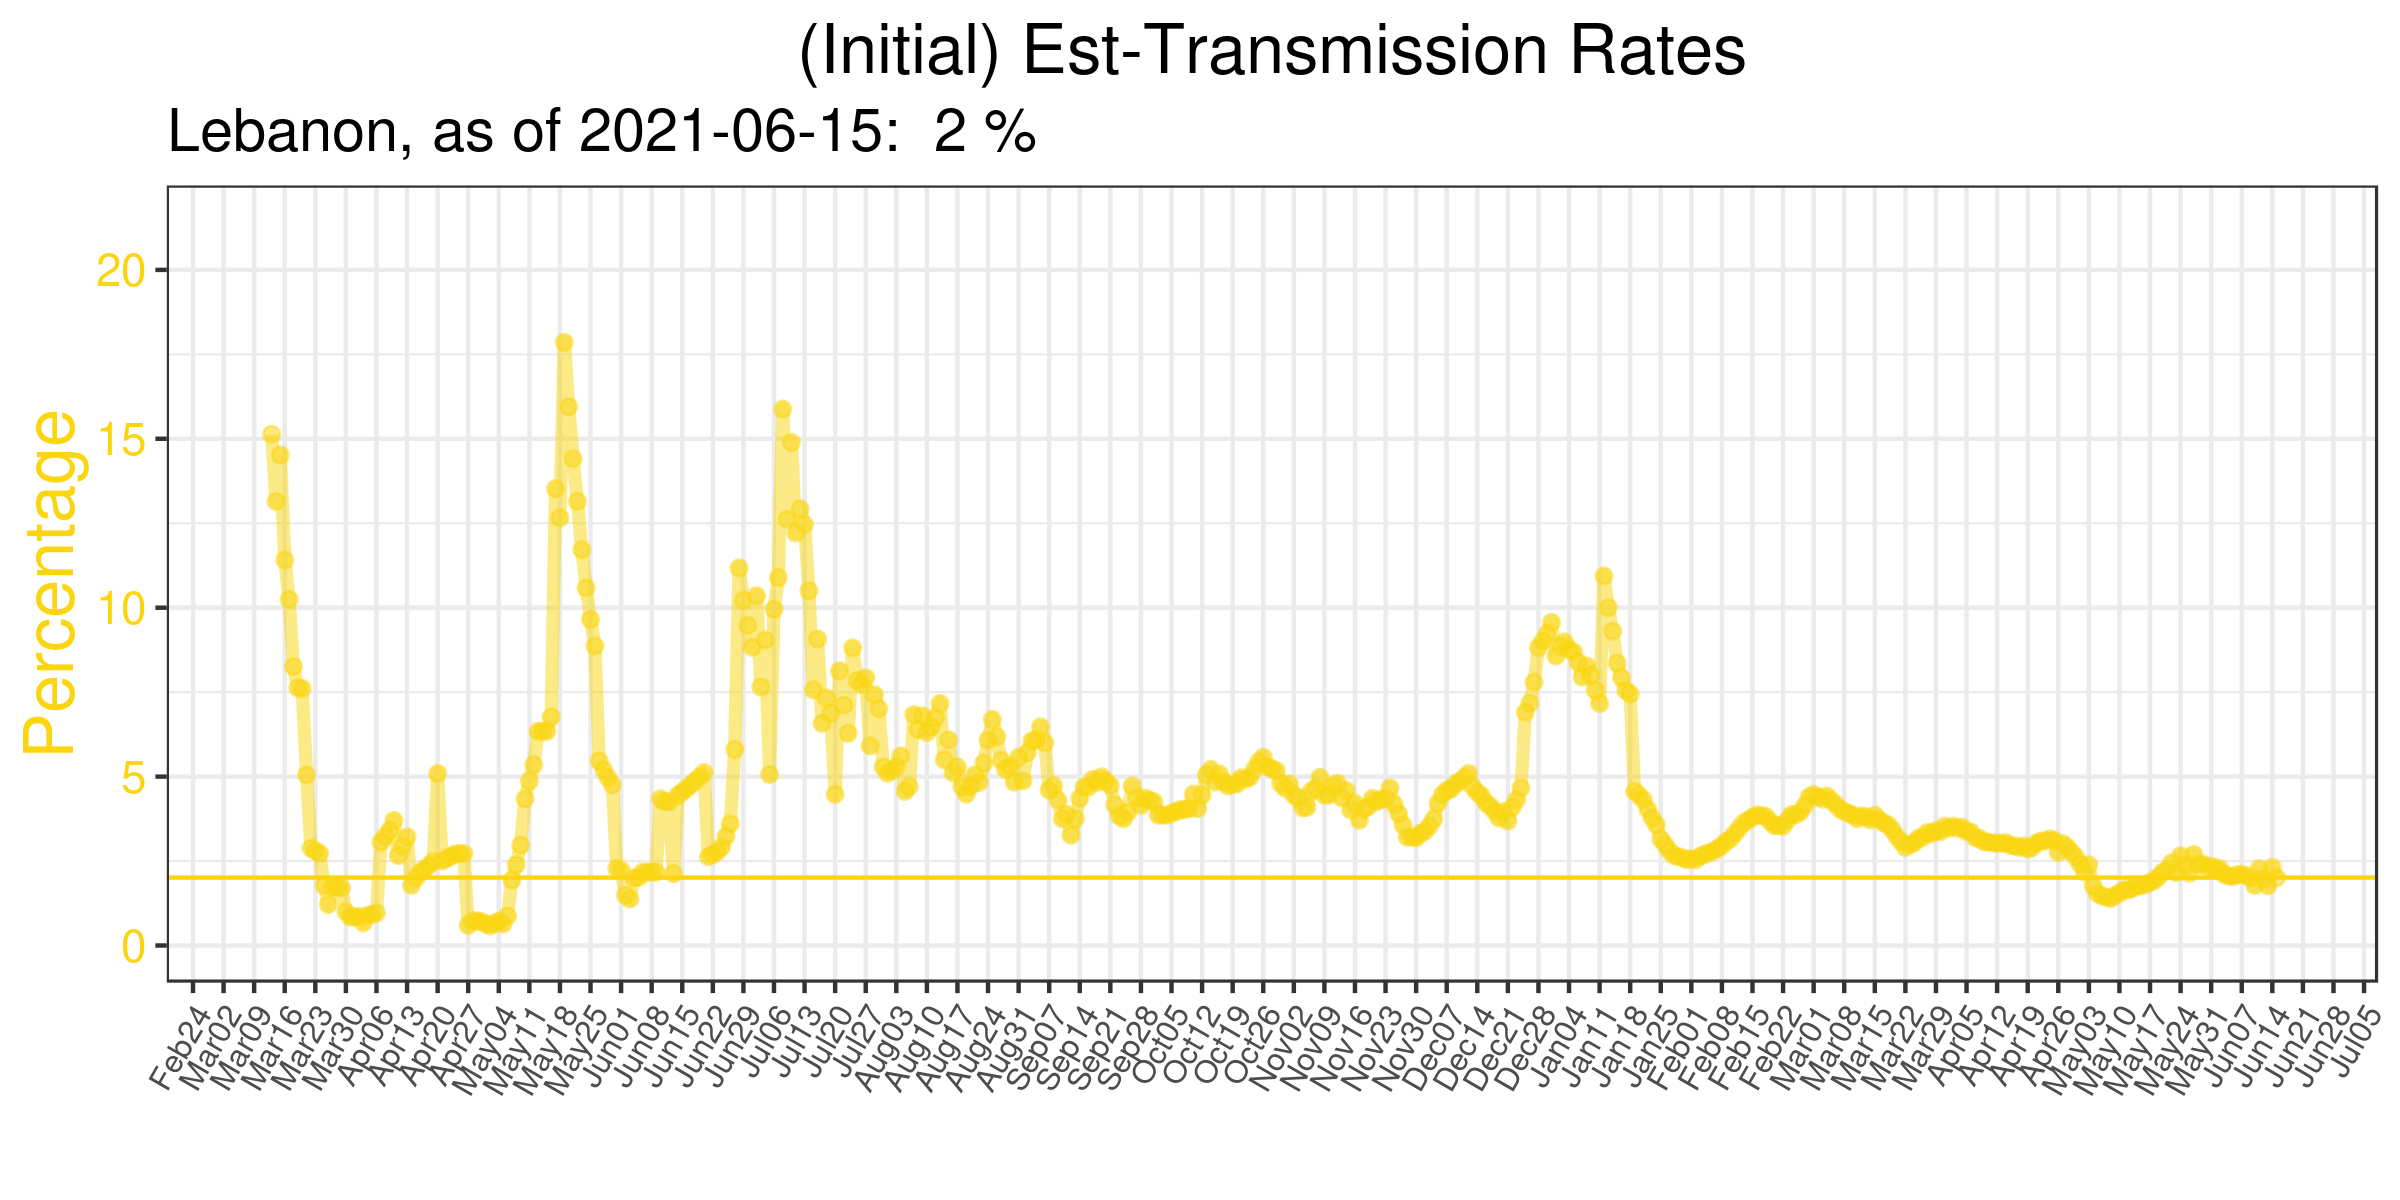 (Initial) Est-Transmission Rates
Lebanon, as of 2021-06-15:  2 %
Percentage
20
15
10
5
0
Feb24
Mar02
Mar09
Mar16
Mar23
Mar30
Apr06
Apr13
Apr20
Apr27
May04
May11
May18
May25
Jun01
Jun08
Jun15
Jun22
Jun29
Jul06
Jul13
Jul20
Jul27
Aug03
Aug10
Aug17
Aug24
Aug31
Sep07
Sep14
Sep21
Sep28
Oct05
Oct12
Oct19
Oct26
Nov02
Nov09
Nov16
Nov23
Nov30
Dec07
Dec14
Dec21
Dec28
Jan04
Jan11
Jan18
Jan25
Feb01
Feb08
Feb15
Feb22
Mar01
Mar08
Mar15
Mar22
Mar29
Apr05
Apr12
Apr19
Apr26
May03
May10
May17
May24
May31
Jun07
Jun14
Jun21
Jun28
Jul05